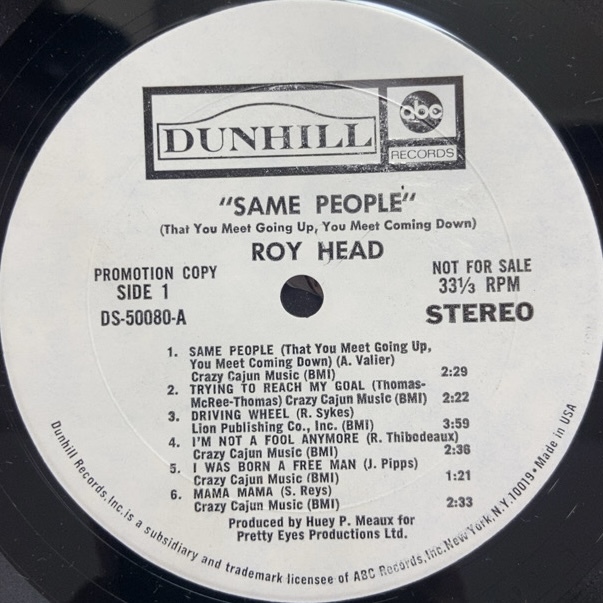 DUNHILL
abc
RECORDS
"SAME PEOPLE"
(That You Meet Going Up, You Meet Coming Down)
ROY HEAD
PROMOTION COPY
SIDE 1
DS-50080-A
NOT FOR SALE
33⅓ RPM
STEREO
1. SAME PEOPLE (That You Meet Going Up,
You Meet Coming Down) (A. Valier)
Crazy Cajun Music (BMI) 2:29
2. TRYING TO REACH MY GOAL (Thomas-
McRee-Thomas) Crazy Cajun Music (BMI) 2:22
3. DRIVING WHEEL (R. Sykes)
Lion Publishing Co., Inc. (BMI) 3:59
4. I'M NOT A FOOL ANYMORE (R. Thibodeaux)
Crazy Cajun Music (BMI) 2:36
5. I WAS BORN A FREE MAN (J. Pipps)
Crazy Cajun Music (BMI) 1:21
6. MAMA MAMA (S. Reys)
Crazy Cajun Music (BMI) 2:33
Produced by Huey P. Meaux for
Pretty Eyes Productions Ltd.
Dunhill Records, Inc. is a subsidiary and trademark licensee of ABC Records, Inc. New York, N.Y. 10019 • Made in USA